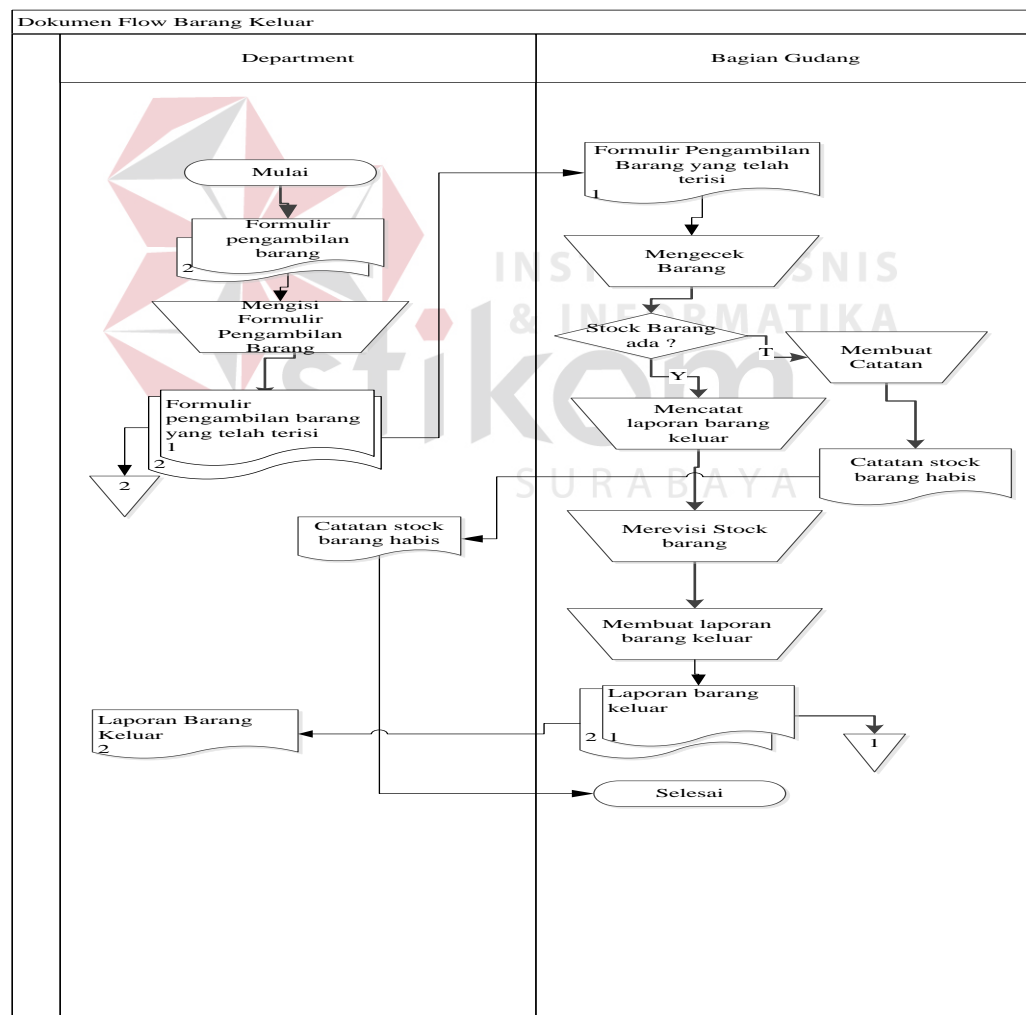 Dokumen Flow Barang Keluar
Department
Bagian Gudang
Mulai
Formulir
pengambilan
barang
2
Mengisi
Formulir
Pengambilan
Barang
Formulir
pengambilan barang
yang telah terisi
1
2
2
Catatan stock
barang habis
Laporan Barang
Keluar
2
Formulir Pengambilan
Barang yang telah
terisi
1
Mengecek
Barang
Stock Barang
ada ?
T
Y
Membuat
Catatan
Mencatat
laporan barang
keluar
Catatan stock
barang habis
Merevisi Stock
barang
Membuat laporan
barang keluar
Laporan barang
keluar
2
1
1
Selesai
& INFORMATIKA
stikom
SURABAYA